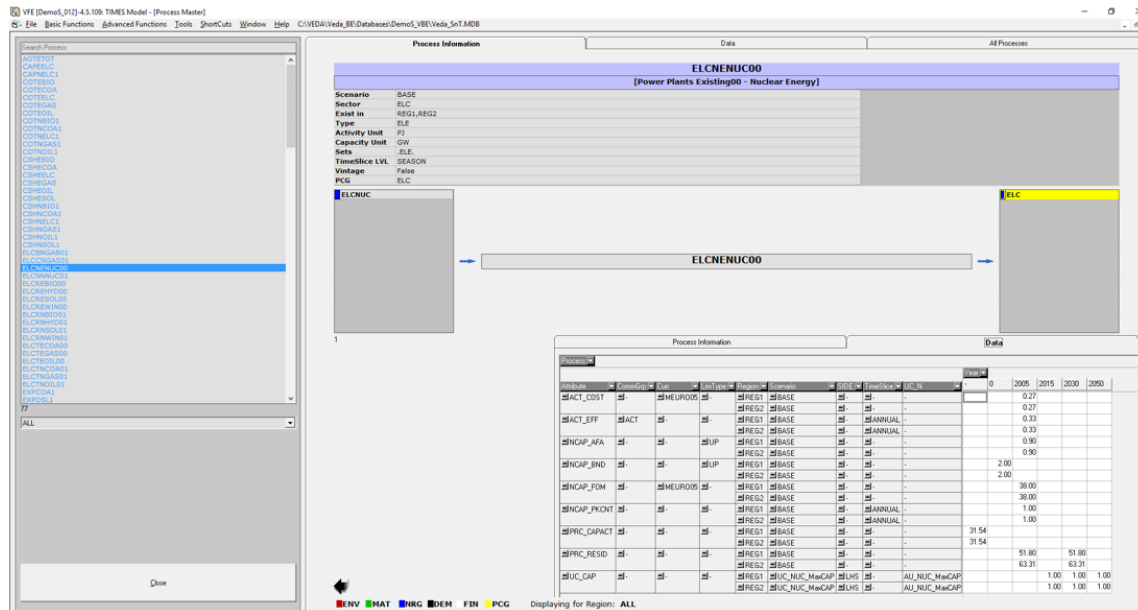 VFE [DemoS_012]-4.5.109: TIMES Model - [Process Master]
File Basic Functions Advanced Functions Tools ShortCuts Window Help C:\VEDA\Veda_BE\Databases\DemoS_VBE\Veda_SnT.MDB
Search Process
AOTETOT
CAPEELC
CAPNELC1
COTEBIO
COTECOA
COTEELC
COTEGAS
COTEOIL
COTNBIO1
COTNCOA1
COTNELC1
COTNGAS1
COTNOIL1
CSHEBIO
CSHECOA
CSHEELC
CSHEGAS
CSHEOIL
CSHESOL
CSHNBIO1
CSHNCOA1
CSHNELC1
CSHNGAS1
CSHNOIL1
CSHNSOL1
ELCBNGAB01
ELCCNGAS01
ELCNENUC00
ELCNNNUC01
ELCREBIO00
ELCREHYD00
ELCRESOL00
ELCREWIN00
ELCRNBIO01
ELCRNHYD01
ELCRNSOL01
ELCRNWIN01
ELCTECOA00
ELCTEGAS00
ELCTEOIL00
ELCTNCOA01
ELCTNGAS01
ELCTNOIL01
EXPCOA1
EXPDSL1
77
ALL
Close
Process Information Data All Processes
ELCNENUC00
[Power Plants Existing00 - Nuclear Energy]
Scenario BASE
Sector ELC
Exist in REG1,REG2
Type ELE
Activity Unit PJ
Capacity Unit GW
Sets .ELE.
TimeSlice LVL SEASON
Vintage False
PCG ELC
ELCNUC ELC
ELCNENUC00
1
Process Information Data
Process
Year
Attribute CommGrp Curr LimType Region Scenario SIDE TimeSlice UC_N - 0 2005 2015 2030 2050
ACT_COST - MEURO05 - REG1 BASE - - - 0.27
REG2 BASE - - - 0.27
ACT_EFF ACT - - REG1 BASE - ANNUAL - 0.33
REG2 BASE - ANNUAL - 0.33
NCAP_AFA - - UP REG1 BASE - - - 0.90
REG2 BASE - - - 0.90
NCAP_BND - - UP REG1 BASE - - - 2.00
REG2 BASE - - - 2.00
NCAP_FOM - MEURO05 - REG1 BASE - - - 38.00
REG2 BASE - - - 38.00
NCAP_PKCNT - - - REG1 BASE - ANNUAL - 1.00
REG2 BASE - ANNUAL - 1.00
PRC_CAPACT - - - REG1 BASE - - - 31.54
REG2 BASE - - - 31.54
PRC_RESID - - - REG1 BASE - - - 51.80 51.80
REG2 BASE - - - 63.31 63.31
UC_CAP - - - REG1 UC_NUC_MaxCAP LHS - AU_NUC_MaxCAP 1.00 1.00 1.00
REG2 UC_NUC_MaxCAP LHS - AU_NUC_MaxCAP 1.00 1.00 1.00
ENV MAT NRG DEM FIN PCG Displaying for Region: ALL